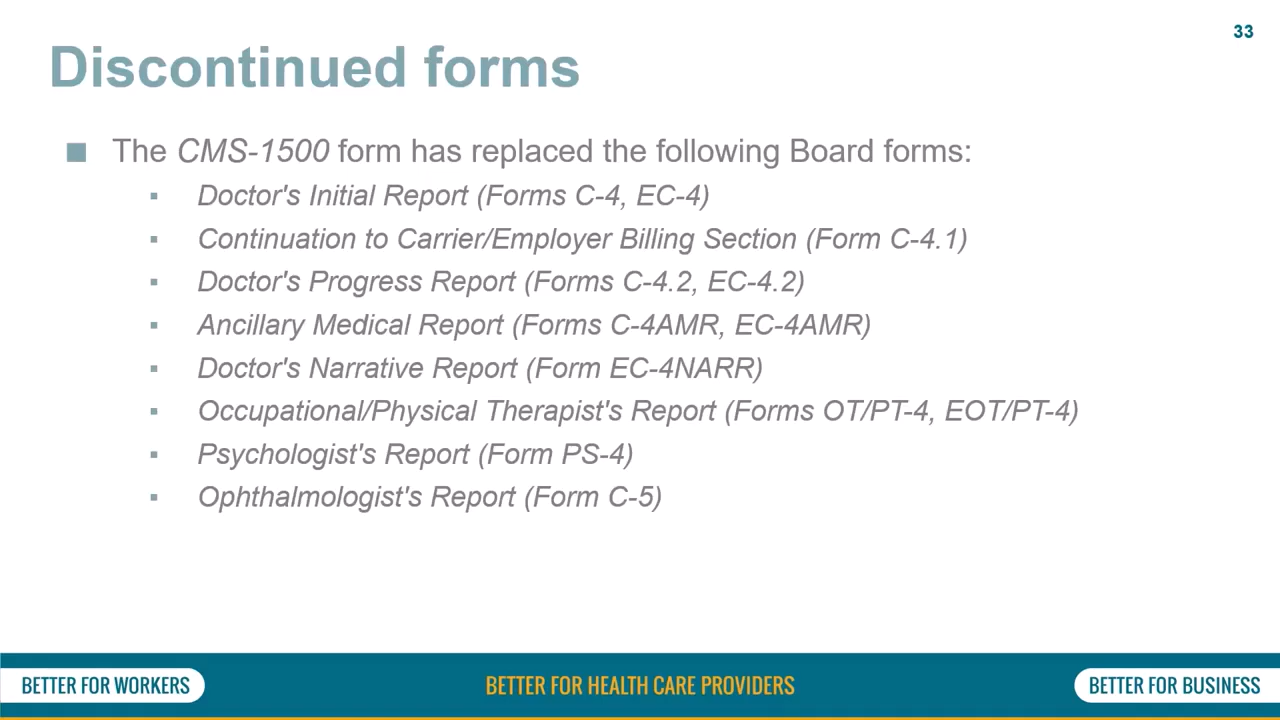 33
Discontinued forms
■ The CMS-1500 form has replaced the following Board forms:
▪ Doctor's Initial Report (Forms C-4, EC-4)
▪ Continuation to Carrier/Employer Billing Section (Form C-4.1)
▪ Doctor's Progress Report (Forms C-4.2, EC-4.2)
▪ Ancillary Medical Report (Forms C-4AMR, EC-4AMR)
▪ Doctor's Narrative Report (Form EC-4NARR)
▪ Occupational/Physical Therapist's Report (Forms OT/PT-4, EOT/PT-4)
▪ Psychologist's Report (Form PS-4)
▪ Ophthalmologist's Report (Form C-5)
BETTER FOR WORKERS
BETTER FOR HEALTH CARE PROVIDERS
BETTER FOR BUSINESS